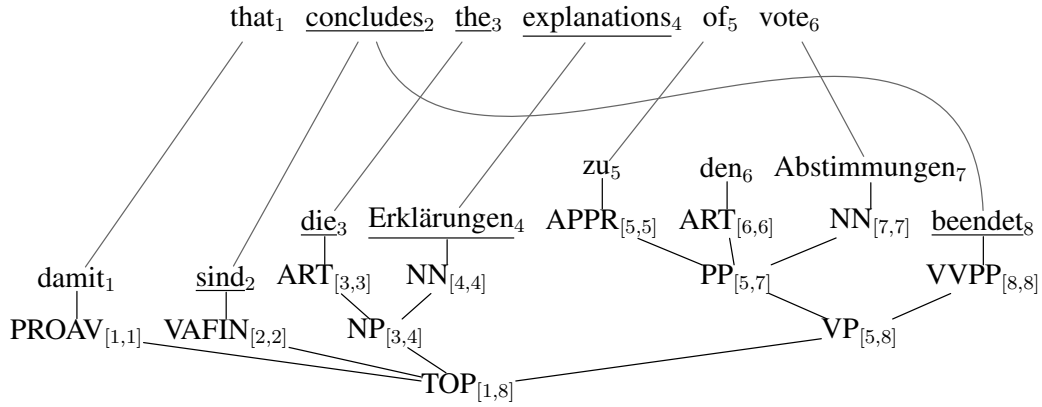 that₁ concludes₂ the₃ explanations₄ of₅ vote₆
zu₅ den₆ Abstimmungen₇
die₃ Erklärungen₄ APPR[5,5] ART[6,6] NN[7,7] beendet₈
damit₁ sind₂ ART[3,3] NN[4,4] PP[5,7] VVPP[8,8]
PROAV[1,1] VAFIN[2,2] NP[3,4] VP[5,8]
TOP[1,8]